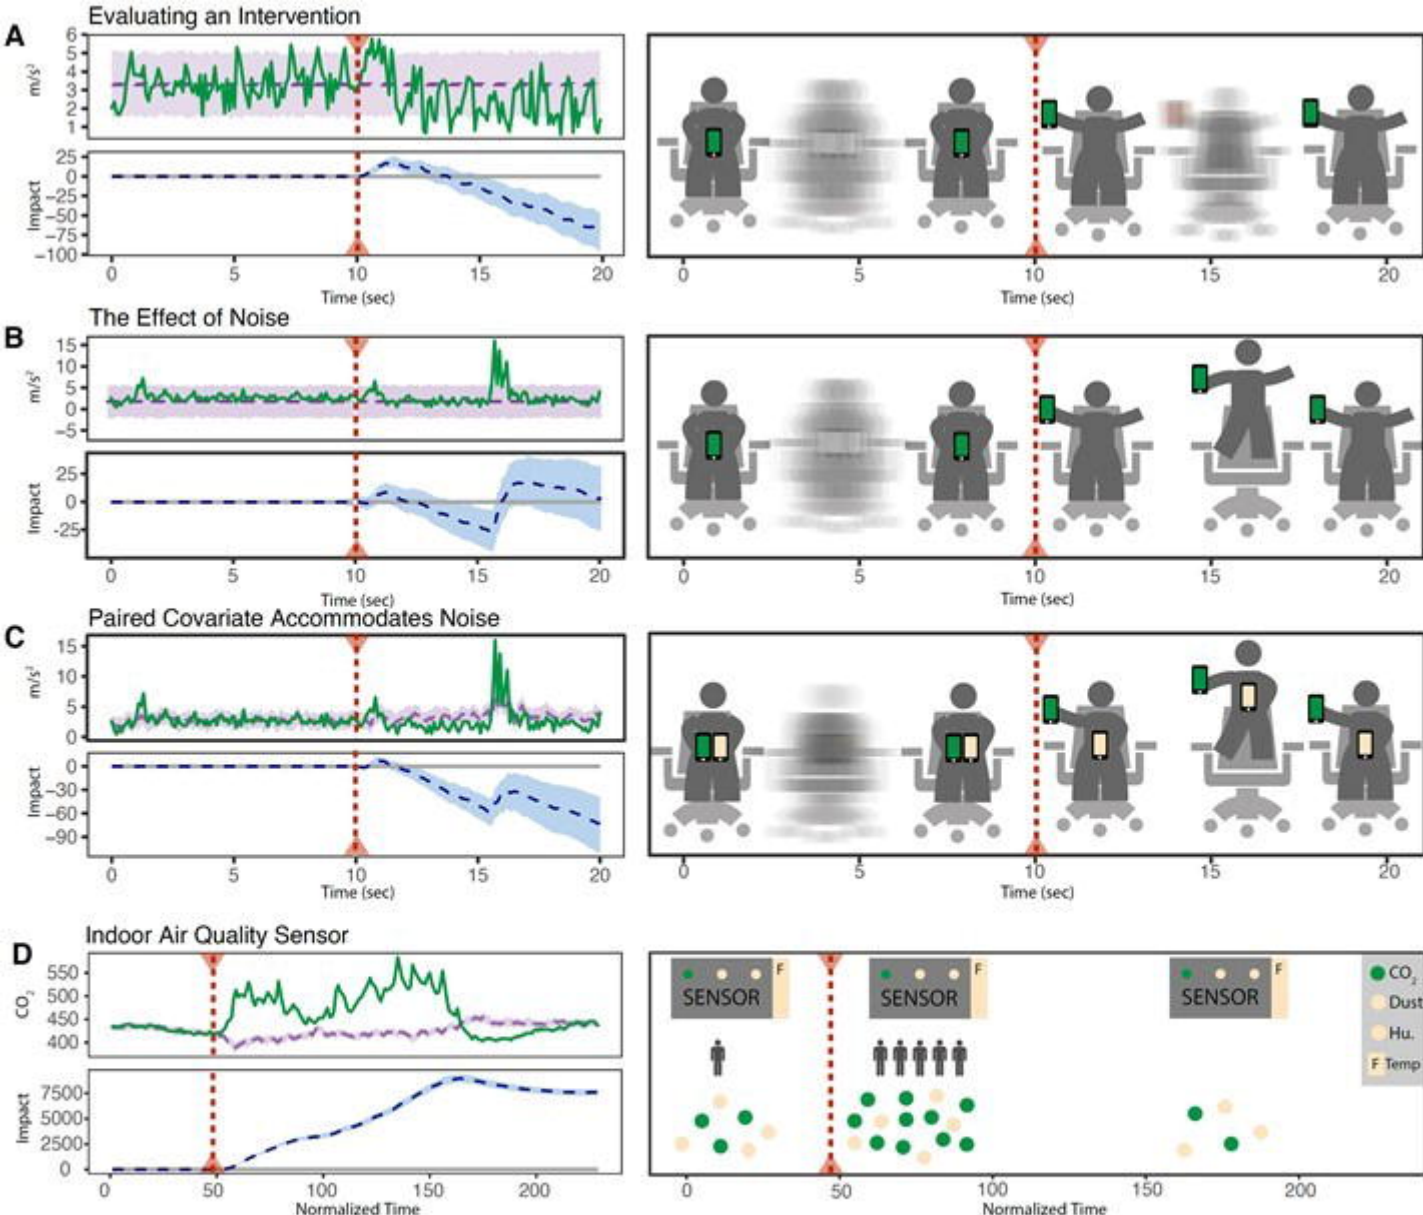 Evaluating an Intervention
A
6
5
4
3
2
1
m/s²
25
0
−25
−50
−75
−100
Impact
0 5 10 15 20
Time (sec)
0 5 10 15 20
Time (sec)
The Effect of Noise
B
15
10
5
0
−5
m/s²
25
0
-25
Impact
0 5 10 15 20
Time (sec)
0 5 10 15 20
Time (sec)
Paired Covariate Accommodates Noise
C
15
10
5
0
m/s²
0
−30
−60
−90
Impact
0 5 10 15 20
Time (sec)
0 5 10 15 20
Time (sec)
Indoor Air Quality Sensor
D
550
500
450
400
CO₂
7500
5000
2500
0
Impact
0 50 100 150 200
Normalized Time
F
SENSOR
F
SENSOR
F
SENSOR
CO₂
Dust
Hu.
F Temp
0 50 100 150 200
Normalized Time